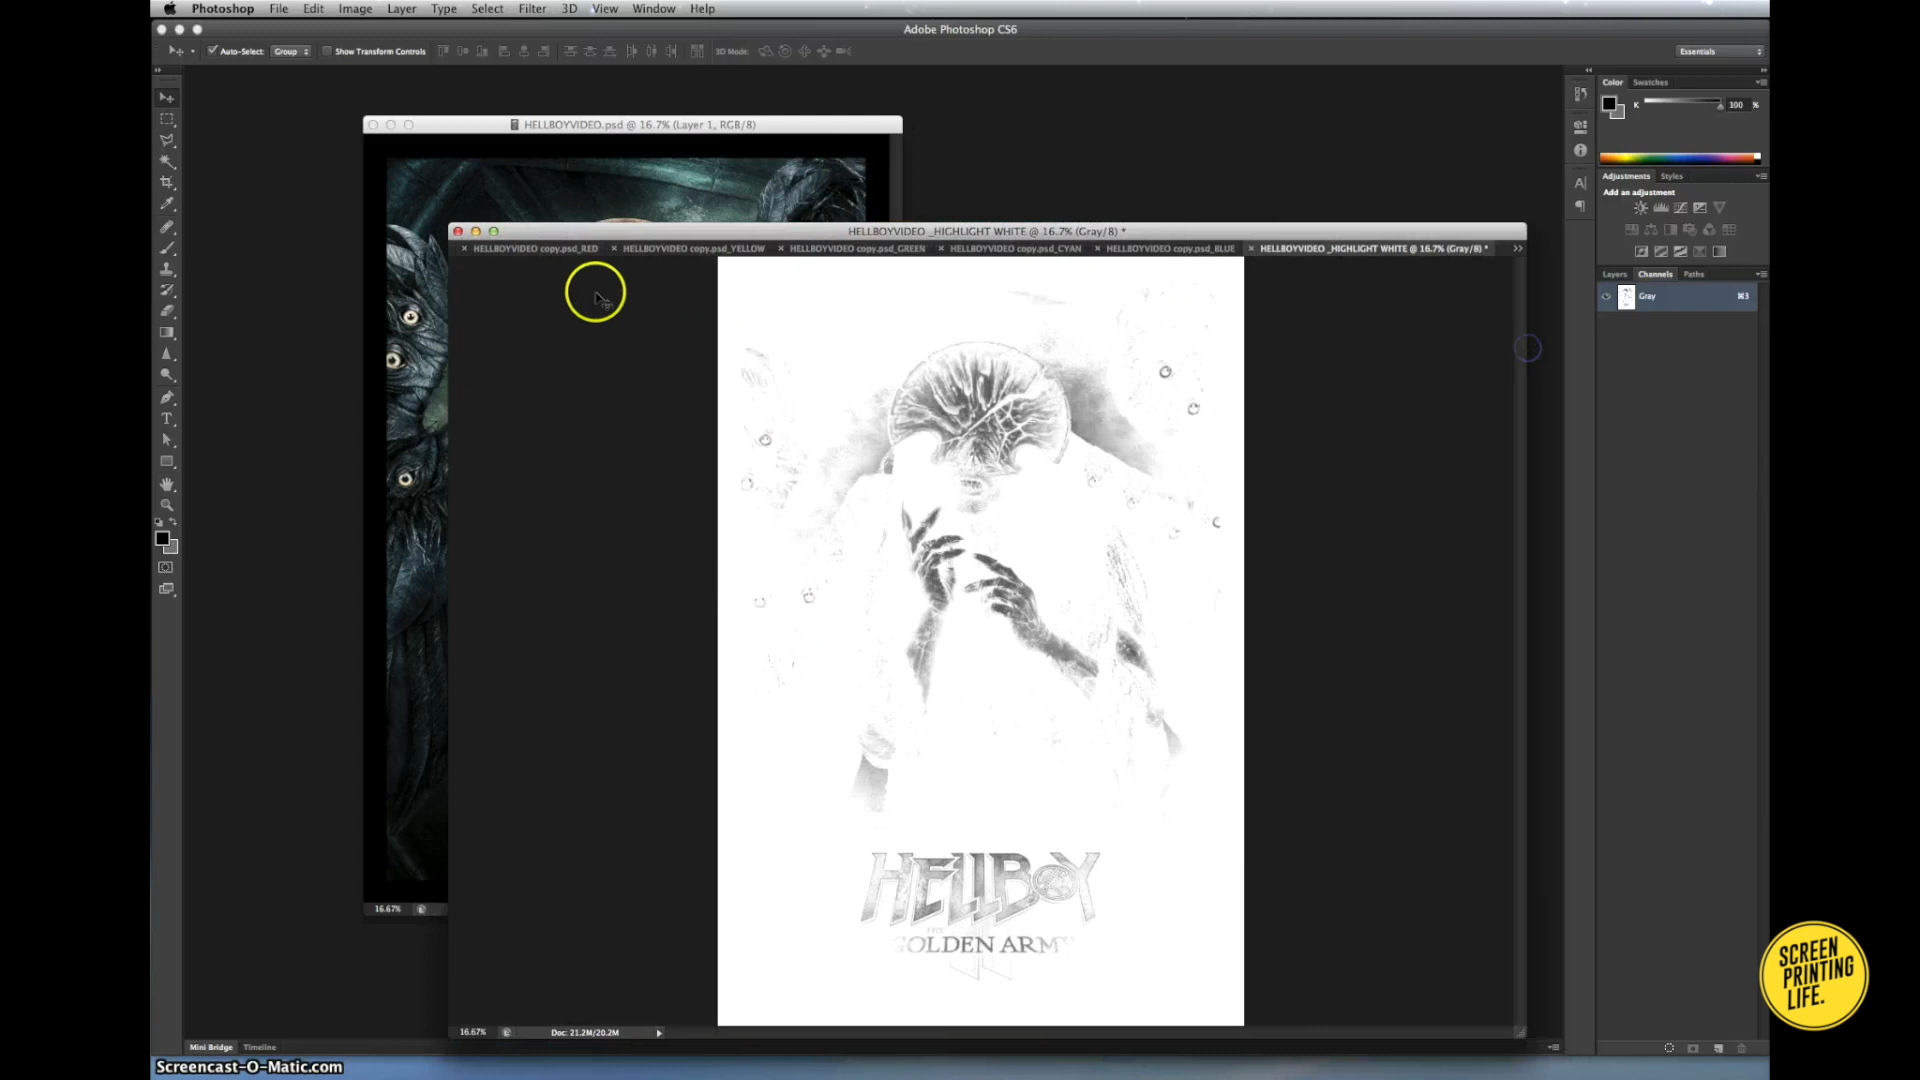 Photoshop File Edit Image Layer Type Select Filter 3D View Window Help
Adobe Photoshop CS6
Auto-Select: Group Show Transform Controls 3D Mode: Essentials
Color Swatches
K 100 %
HELLBOYVIDEO.psd @ 16.7% (Layer 1, RGB/8)
Adjustments Styles
Add an adjustment
HELLBOYVIDEO _HIGHLIGHT WHITE @ 16.7% (Gray/8) *
× HELLBOYVIDEO copy.psd_RED × HELLBOYVIDEO copy.psd_YELLOW × HELLBOYVIDEO copy.psd_GREEN × HELLBOYVIDEO copy.psd_CYAN × HELLBOYVIDEO copy.psd_BLUE × HELLBOYVIDEO _HIGHLIGHT WHITE @ 16.7% (Gray/8) * >>
Layers Channels Paths
Gray ⌘3
HELLBOY
THE
GOLDEN ARMY
16.67%
16.67% Doc: 21.2M/20.2M
Mini Bridge Timeline
Screencast-O-Matic.com
SCREEN
PRINTING
LIFE.